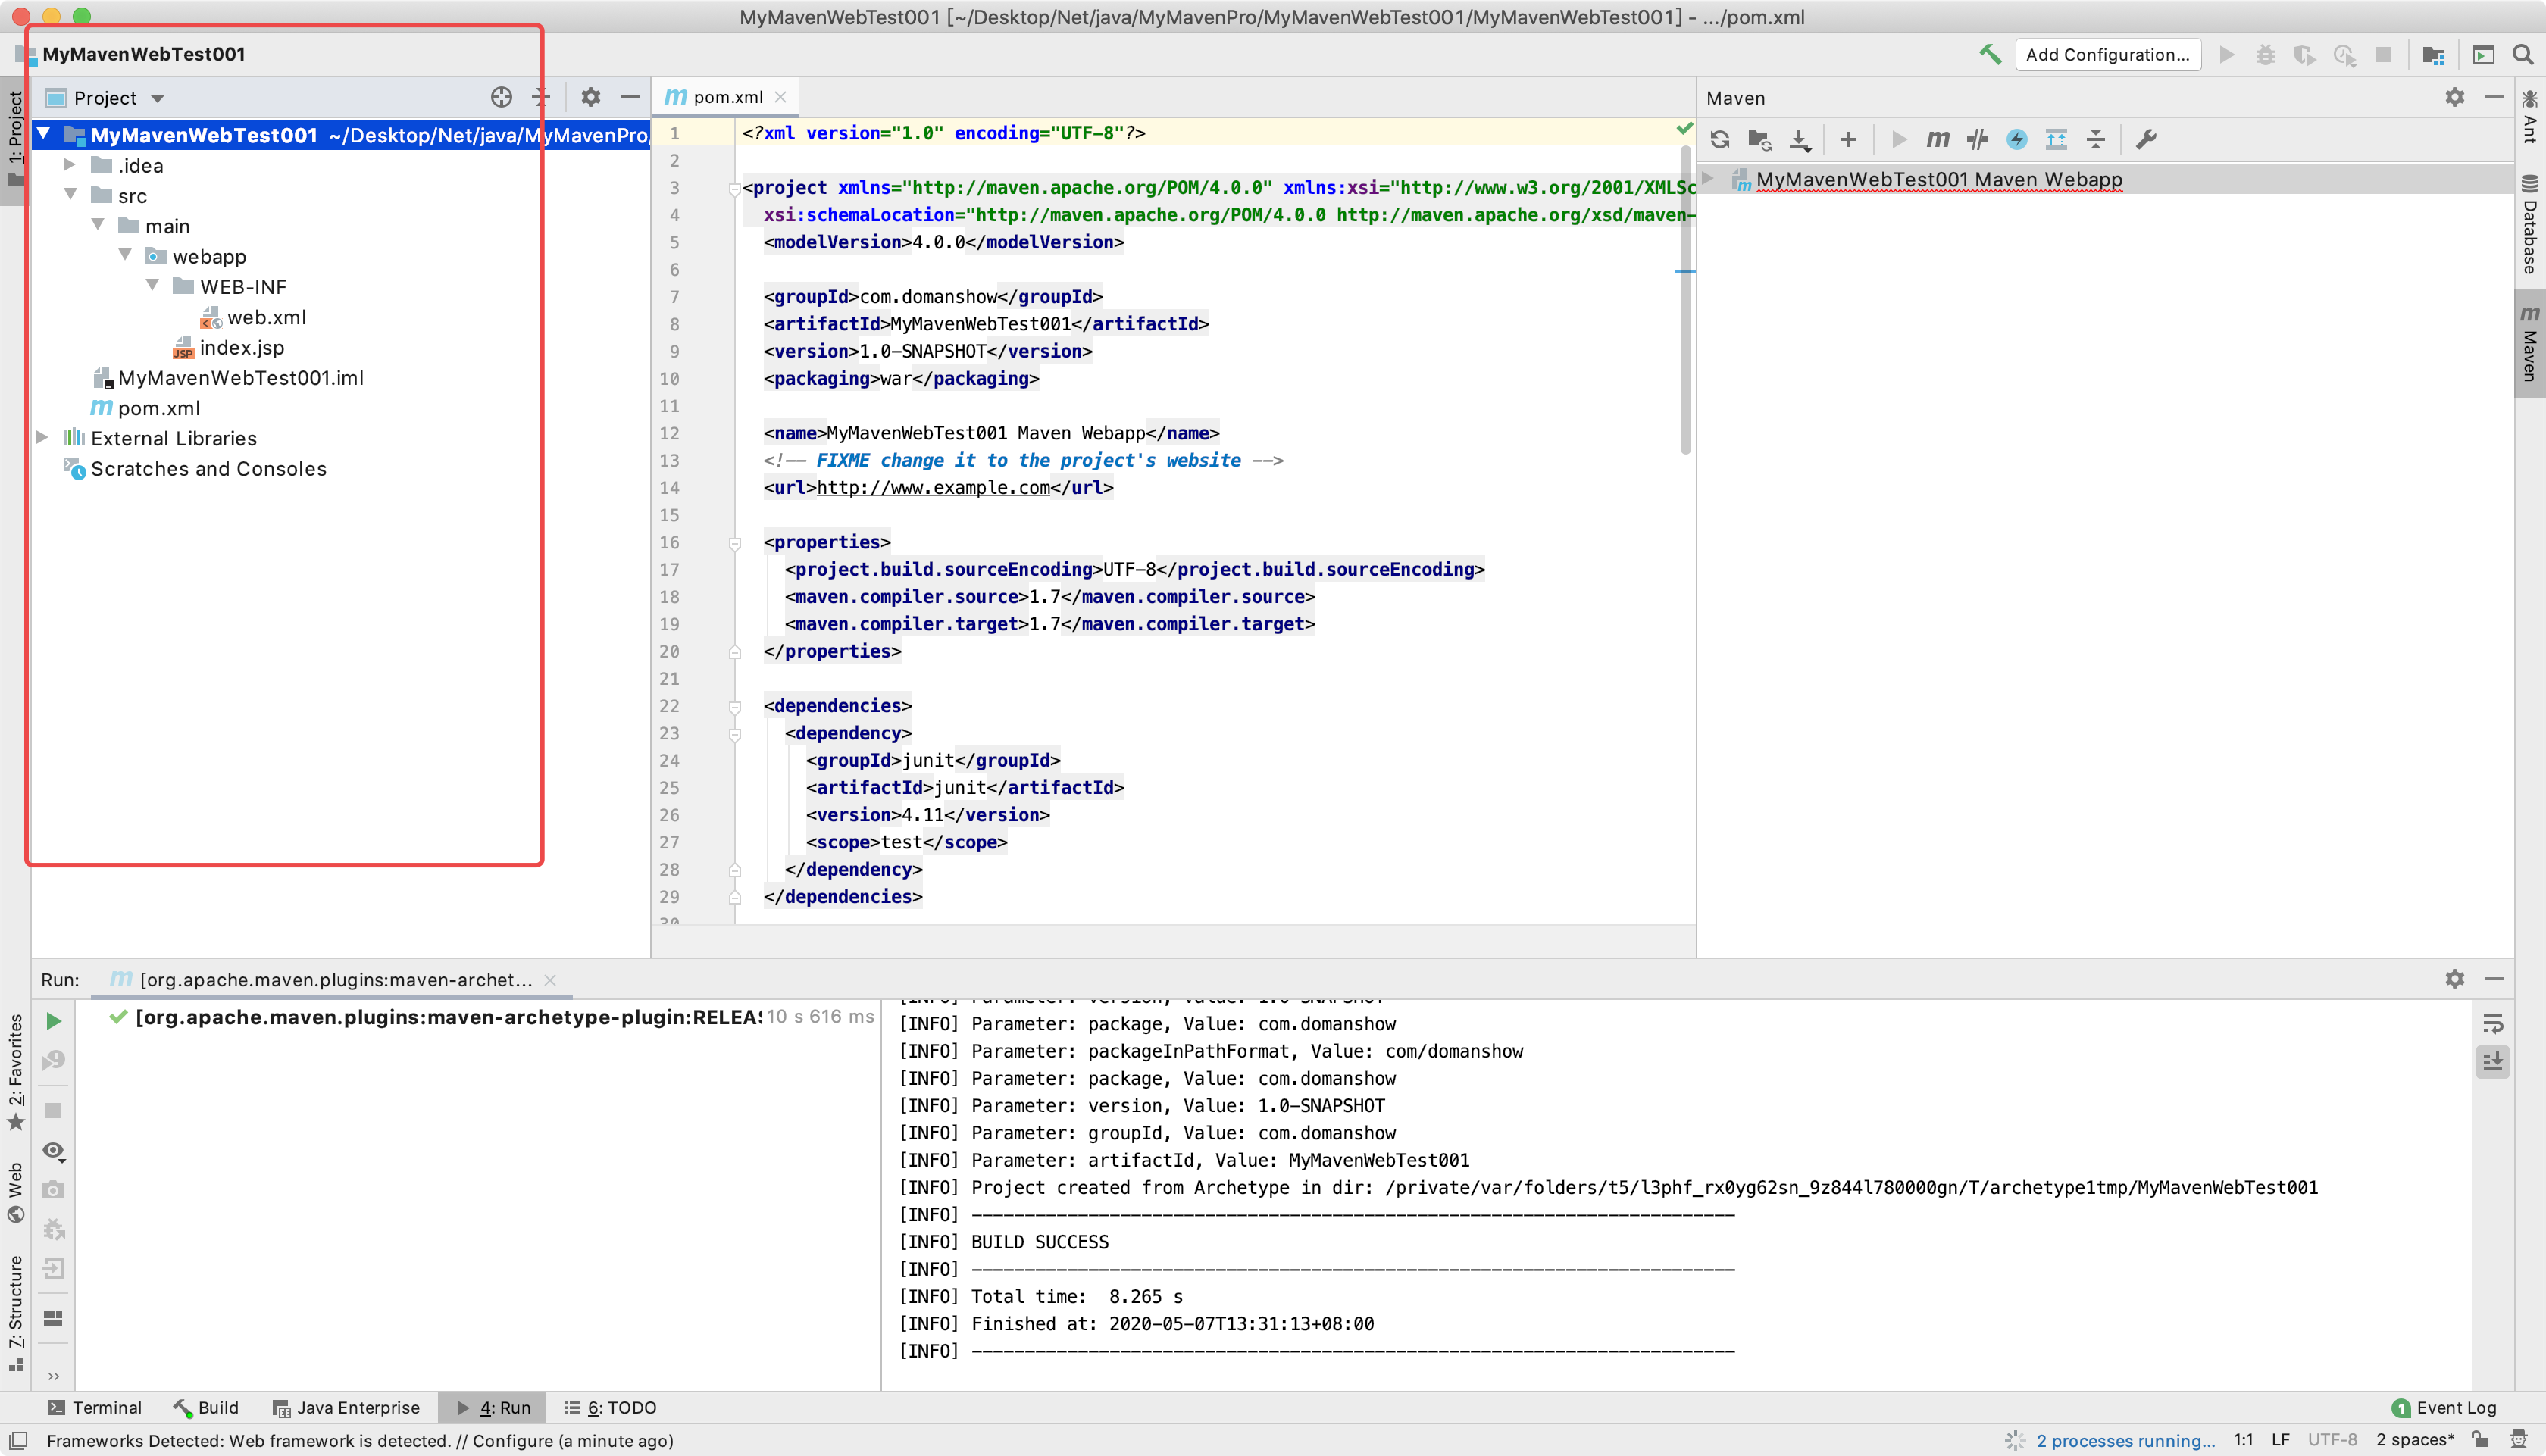 MyMavenWebTest001 [~/Desktop/Net/java/MyMavenPro/MyMavenWebTest001/MyMavenWebTest001] - .../pom.xml
MyMavenWebTest001
Add Configuration...
1: Project
Project
MyMavenWebTest001 ~/Desktop/Net/java/MyMavenPro/
.idea
src
main
webapp
WEB-INF
web.xml
JSP index.jsp
MyMavenWebTest001.iml
m pom.xml
External Libraries
Scratches and Consoles
m pom.xml
1 <?xml version="1.0" encoding="UTF-8"?>
2
3 <project xmlns="http://maven.apache.org/POM/4.0.0" xmlns:xsi="http://www.w3.org/2001/XMLSc
4 xsi:schemaLocation="http://maven.apache.org/POM/4.0.0 http://maven.apache.org/xsd/maven-
5 <modelVersion>4.0.0</modelVersion>
6
7 <groupId>com.domanshow</groupId>
8 <artifactId>MyMavenWebTest001</artifactId>
9 <version>1.0-SNAPSHOT</version>
10 <packaging>war</packaging>
11
12 <name>MyMavenWebTest001 Maven Webapp</name>
13 <!-- FIXME change it to the project's website -->
14 <url>http://www.example.com</url>
15
16 <properties>
17 <project.build.sourceEncoding>UTF-8</project.build.sourceEncoding>
18 <maven.compiler.source>1.7</maven.compiler.source>
19 <maven.compiler.target>1.7</maven.compiler.target>
20 </properties>
21
22 <dependencies>
23 <dependency>
24 <groupId>junit</groupId>
25 <artifactId>junit</artifactId>
26 <version>4.11</version>
27 <scope>test</scope>
28 </dependency>
29 </dependencies>
30
Maven
m
MyMavenWebTest001 Maven Webapp
Ant
Database
m Maven
Run: m [org.apache.maven.plugins:maven-archet...
[org.apache.maven.plugins:maven-archetype-plugin:RELEAS 10 s 616 ms
[INFO] Parameter: version, Value: 1.0-SNAPSHOT
[INFO] Parameter: package, Value: com.domanshow
[INFO] Parameter: packageInPathFormat, Value: com/domanshow
[INFO] Parameter: package, Value: com.domanshow
[INFO] Parameter: version, Value: 1.0-SNAPSHOT
[INFO] Parameter: groupId, Value: com.domanshow
[INFO] Parameter: artifactId, Value: MyMavenWebTest001
[INFO] Project created from Archetype in dir: /private/var/folders/t5/l3phf_rx0yg62sn_9z844l780000gn/T/archetype1tmp/MyMavenWebTest001
[INFO] ------------------------------------------------------------------------
[INFO] BUILD SUCCESS
[INFO] ------------------------------------------------------------------------
[INFO] Total time:  8.265 s
[INFO] Finished at: 2020-05-07T13:31:13+08:00
[INFO] ------------------------------------------------------------------------
2: Favorites
Web
Z: Structure
Terminal Build Java Enterprise 4: Run 6: TODO 1 Event Log
Frameworks Detected: Web framework is detected. // Configure (a minute ago) 2 processes running... 1:1 LF UTF-8 2 spaces*